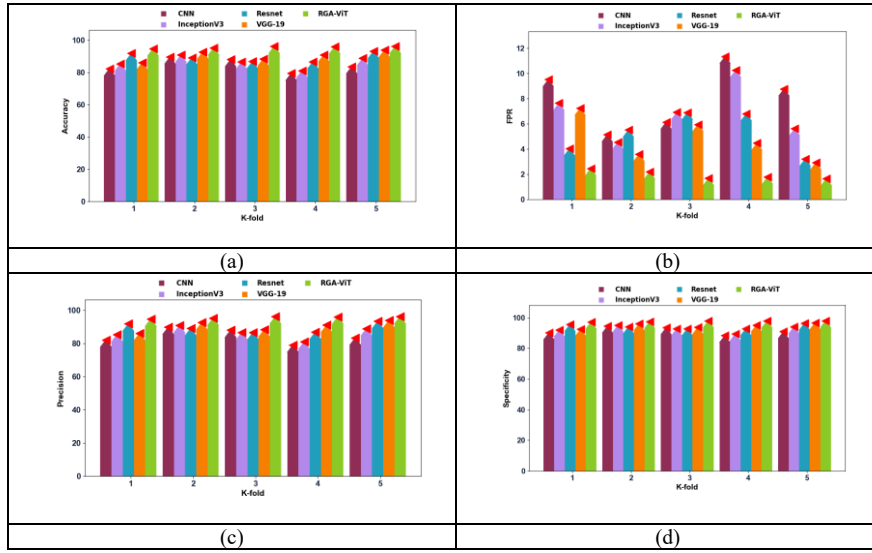 CNN Resnet RGA-ViT
InceptionV3 VGG-19
100
80
60
40
20
0
Accuracy
1 2 3 4 5
K-fold
(a)
CNN Resnet RGA-ViT
InceptionV3 VGG-19
12
10
8
6
4
2
0
FPR
1 2 3 4 5
K-fold
(b)
CNN Resnet RGA-ViT
InceptionV3 VGG-19
100
80
60
40
20
0
Precision
1 2 3 4 5
K-fold
(c)
CNN Resnet RGA-ViT
InceptionV3 VGG-19
100
80
60
40
20
0
Specificity
1 2 3 4 5
K-fold
(d)